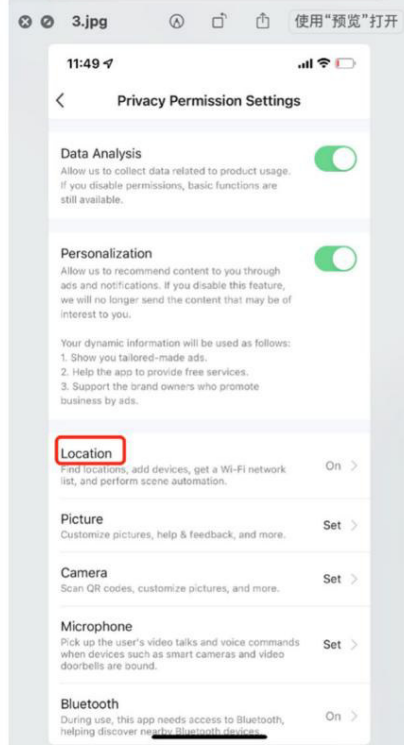 3.jpg
使用“预览”打开
11:49
Privacy Permission Settings
Data Analysis
Allow us to collect data related to product usage.
If you disable permissions, basic functions are
still available.
Personalization
Allow us to recommend content to you through
ads and notifications. If you disable this feature,
we will no longer send the content that may be of
interest to you.
Your dynamic information will be used as follows:
1. Show you tailored-made ads.
2. Help the app to provide free services.
3. Support the brand owners who promote
business by ads.
Location
Find locations, add devices, get a Wi-Fi network
list, and perform scene automation.
On
Picture
Customize pictures, help & feedback, and more.
Set
Camera
Scan QR codes, customize pictures, and more.
Set
Microphone
Pick up the user's video talks and voice commands
when devices such as smart cameras and video
doorbells are bound.
Set
Bluetooth
During use, this app needs access to Bluetooth,
helping discover nearby Bluetooth devices.
On